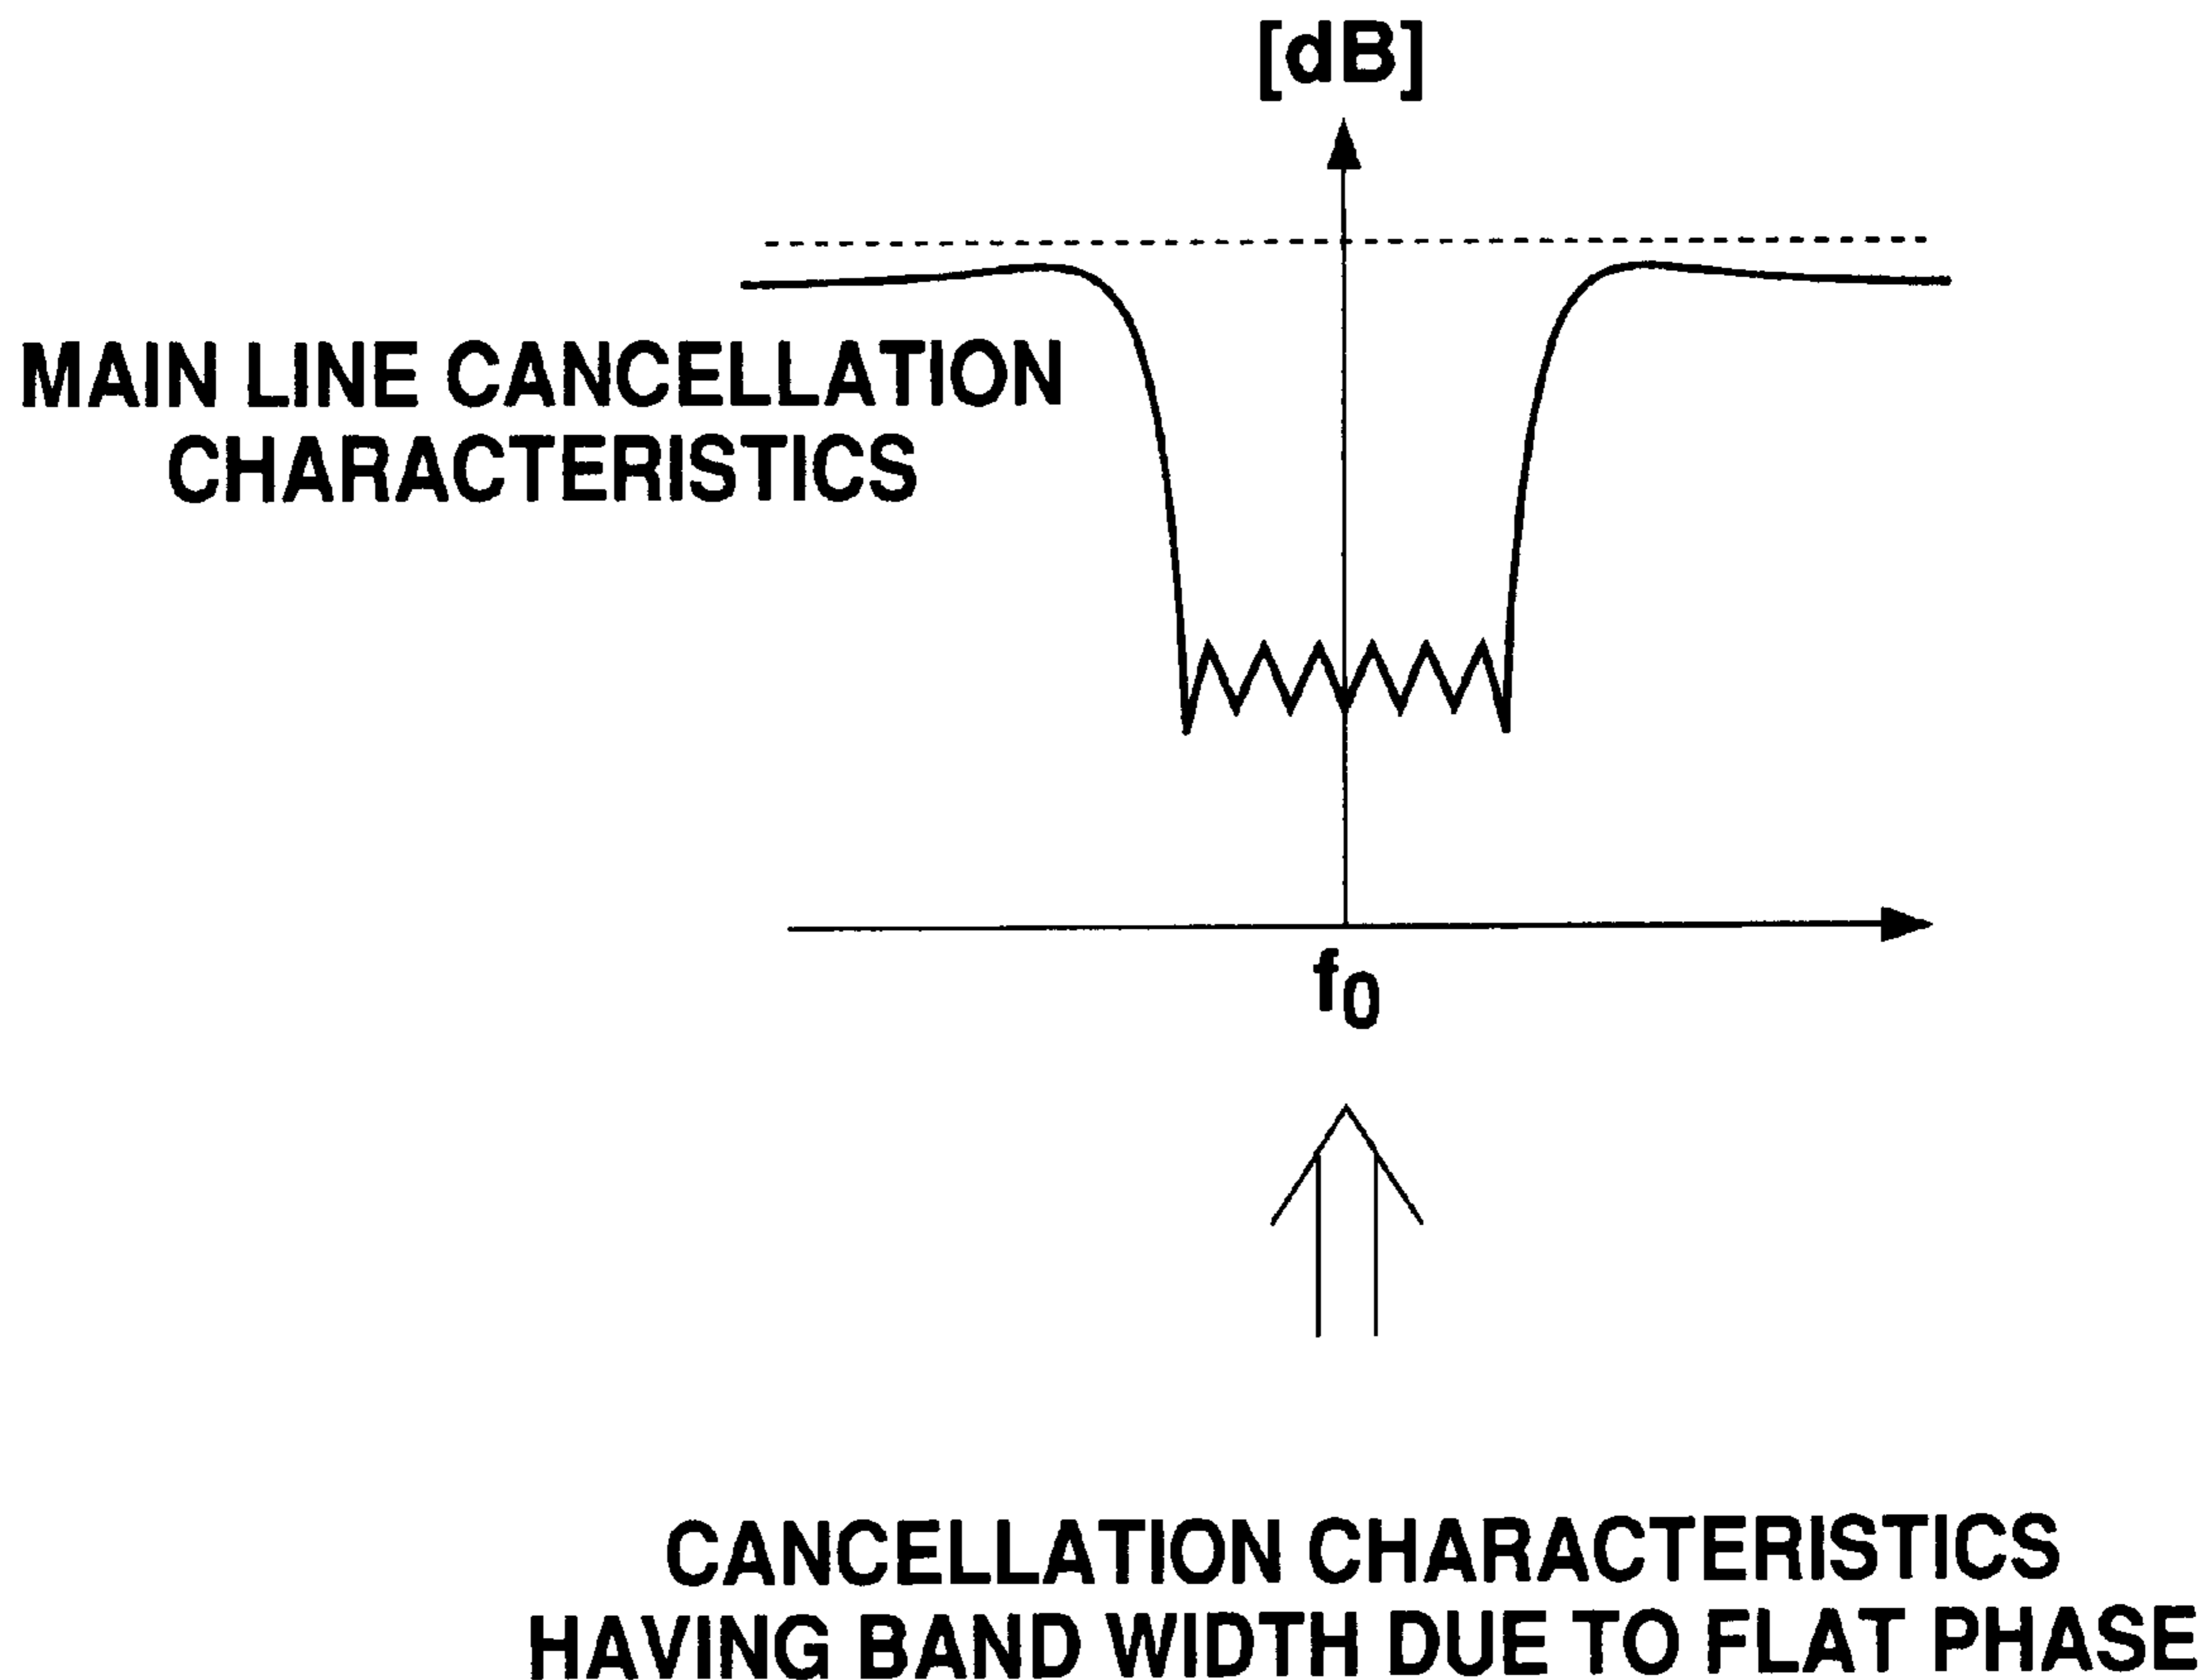 [dB]
MAIN LINE CANCELLATION
CHARACTERISTICS
f0
CANCELLATION CHARACTERISTICS
HAVING BAND WIDTH DUE TO FLAT PHASE